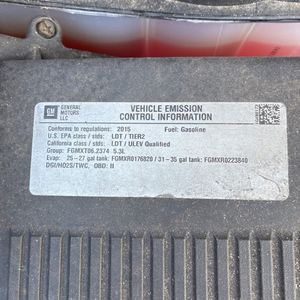 GM
GENERAL
MOTORS
LLC
VEHICLE EMISSION
CONTROL INFORMATION
Conforms to regulations: 2015 Fuel: Gasoline
U.S. EPA class / stds: LDT / TIER2
California class / stds: LDT / ULEV Qualified
Group: FGMXT06.2374 5.3L
Evap: 25-27 gal tank: FGMXR0176820 / 31-35 gal tank: FGMXR0223840
DGI/HO2S/TWC, OBD: II